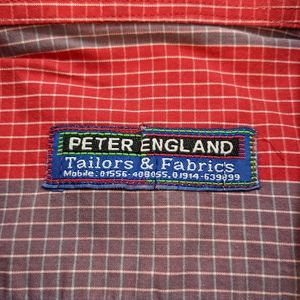 PETER ENGLAND
Tailors & Fabrics
Mobile: 01556-408055, 01914-639899